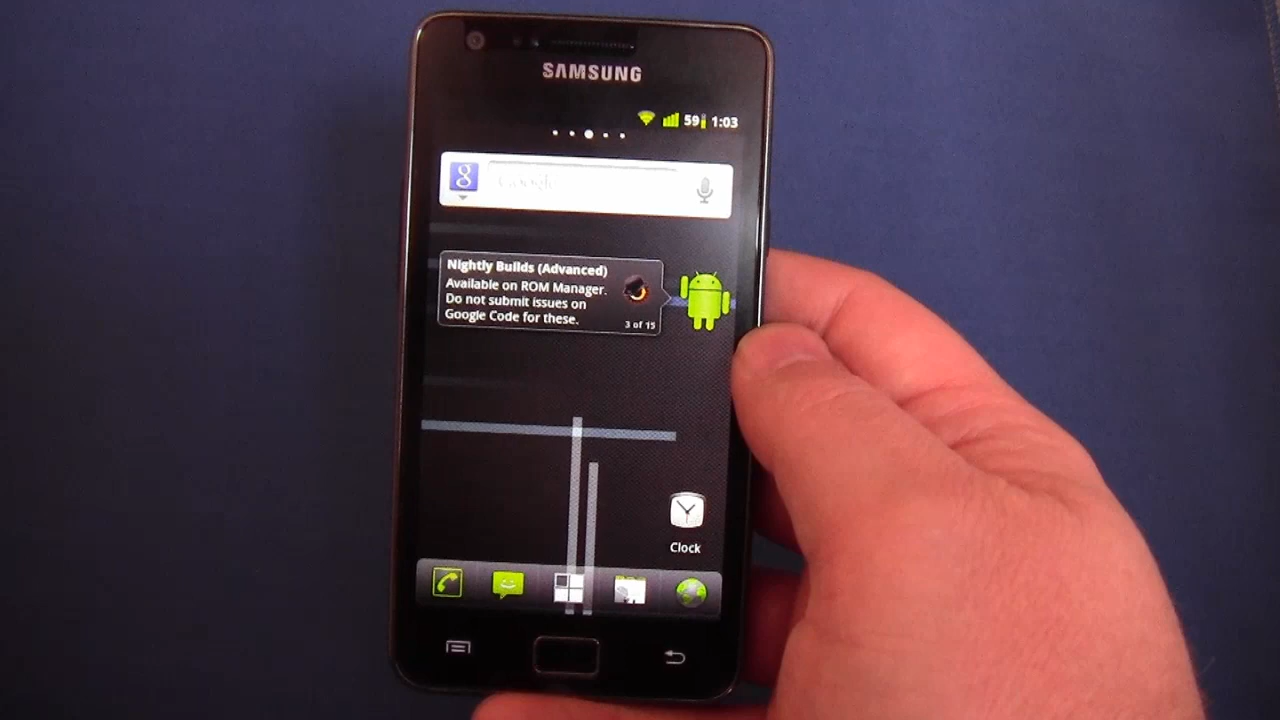 SAMSUNG
59 1:03
g
Google
Nightly Builds (Advanced)
Available on ROM Manager.
Do not submit issues on
Google Code for these.
3 of 15
Clock